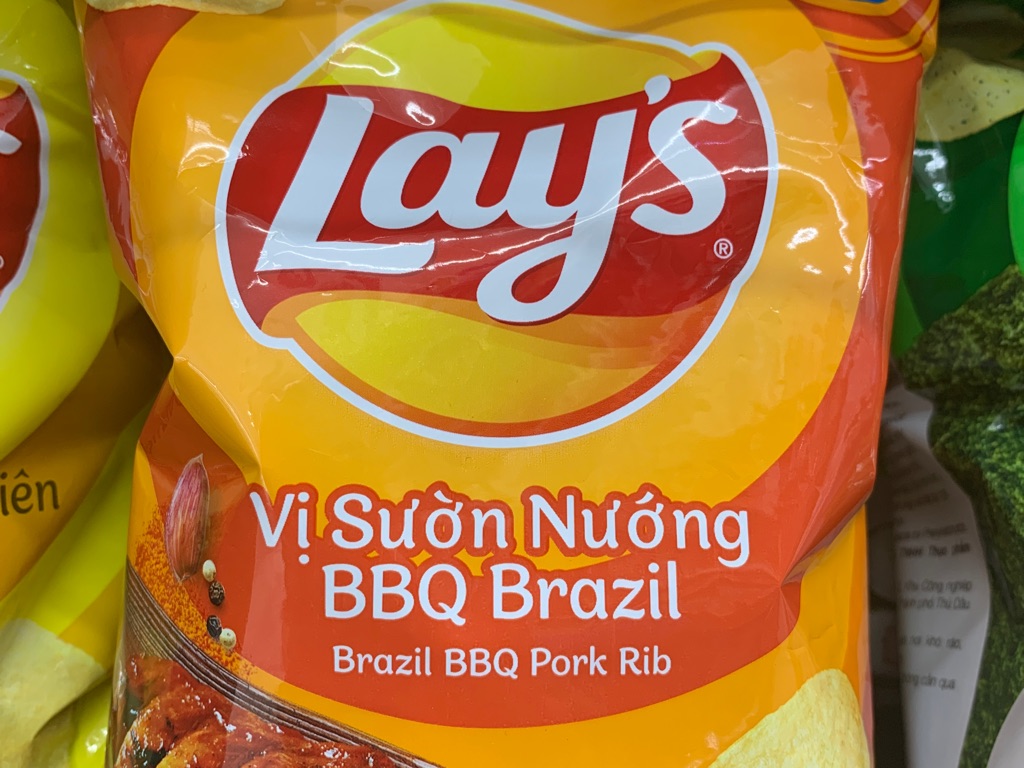 Lay's
®
iên
Vị Sườn Nướng
BBQ Brazil
Brazil BBQ Pork Rib